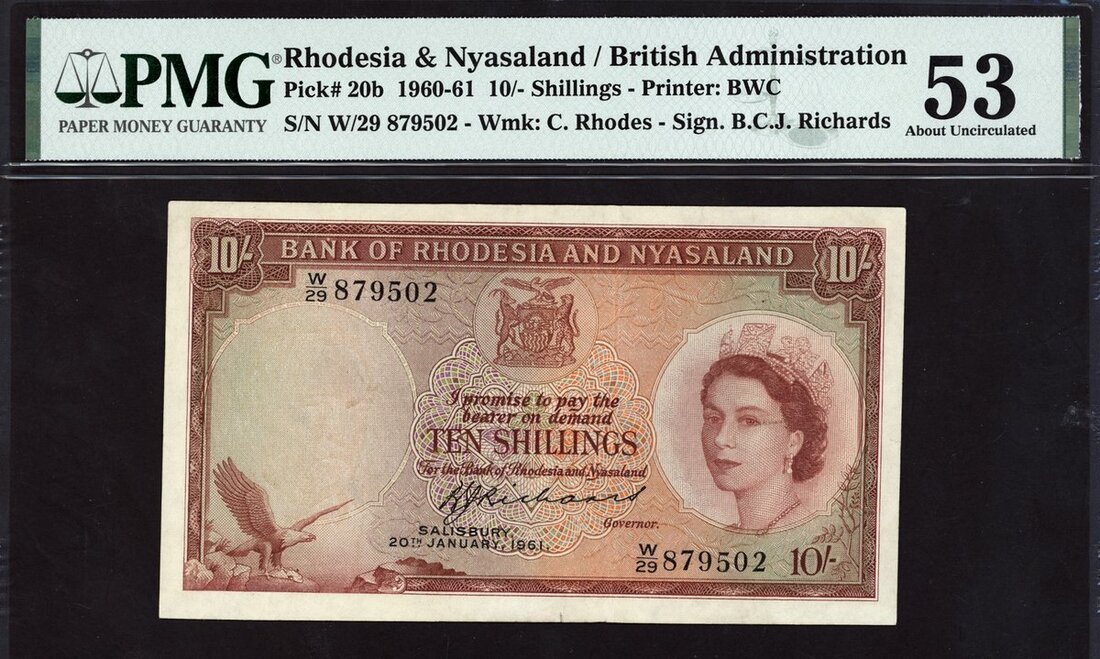 PMG®
PAPER MONEY GUARANTY
Rhodesia & Nyasaland / British Administration
Pick# 20b 1960-61 10/- Shillings - Printer: BWC
S/N W/29 879502 - Wmk: C. Rhodes - Sign. B.C.J. Richards
53
About Uncirculated
10/- BANK OF RHODESIA AND NYASALAND 10/-
W/29 879502
I promise to pay the
bearer on demand
TEN SHILLINGS
For the Bank of Rhodesia and Nyasaland
BCJRichards
Governor.
SALISBURY,
20TH JANUARY, 1961.
W/29 879502 10/-